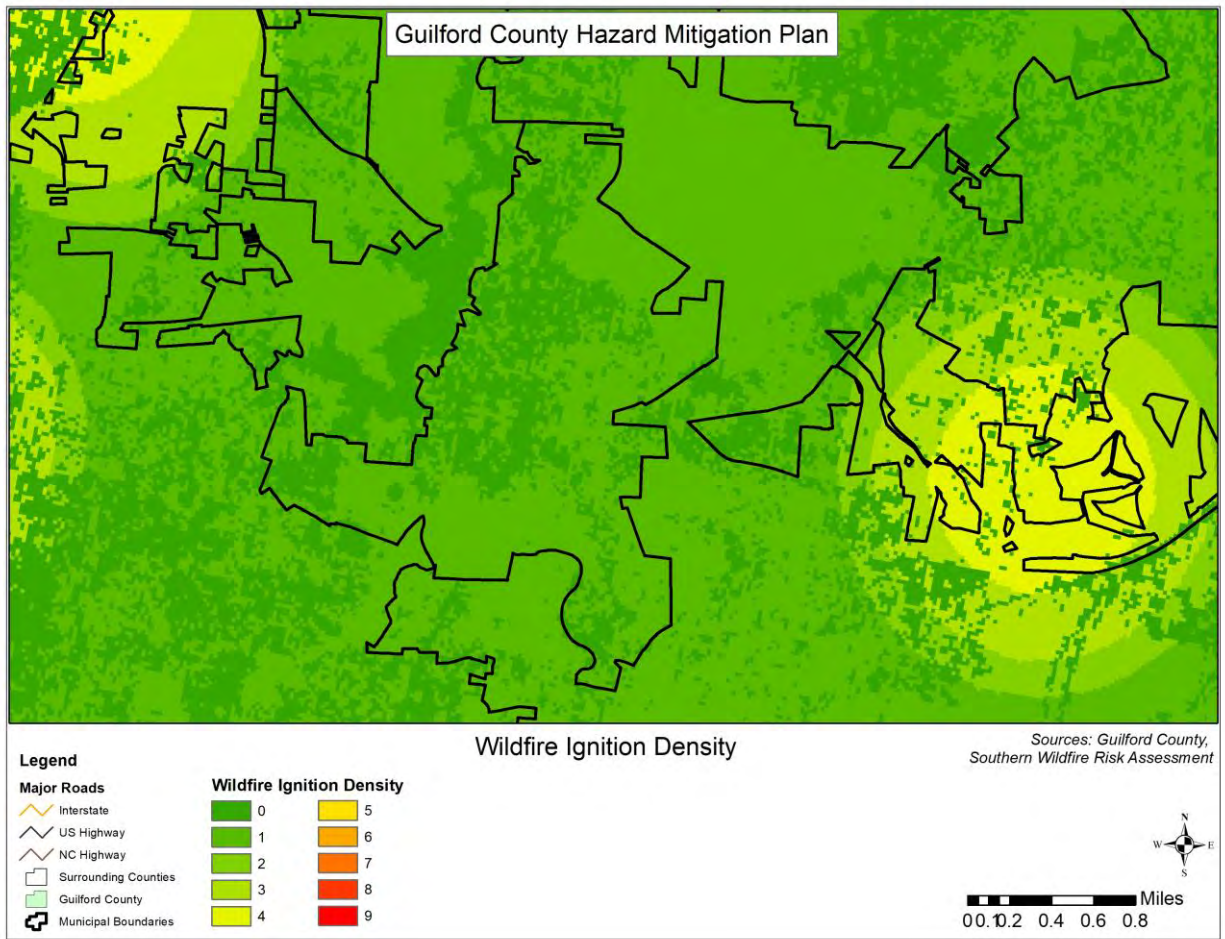 Guilford County Hazard Mitigation Plan
Wildfire Ignition Density
Sources: Guilford County,
Southern Wildfire Risk Assessment
Legend
Major Roads
Interstate
US Highway
NC Highway
Surrounding Counties
Guilford County
Municipal Boundaries
Wildfire Ignition Density
0
1
2
3
4
5
6
7
8
9
N
W E
S
Miles
0 0.1 0.2 0.4 0.6 0.8